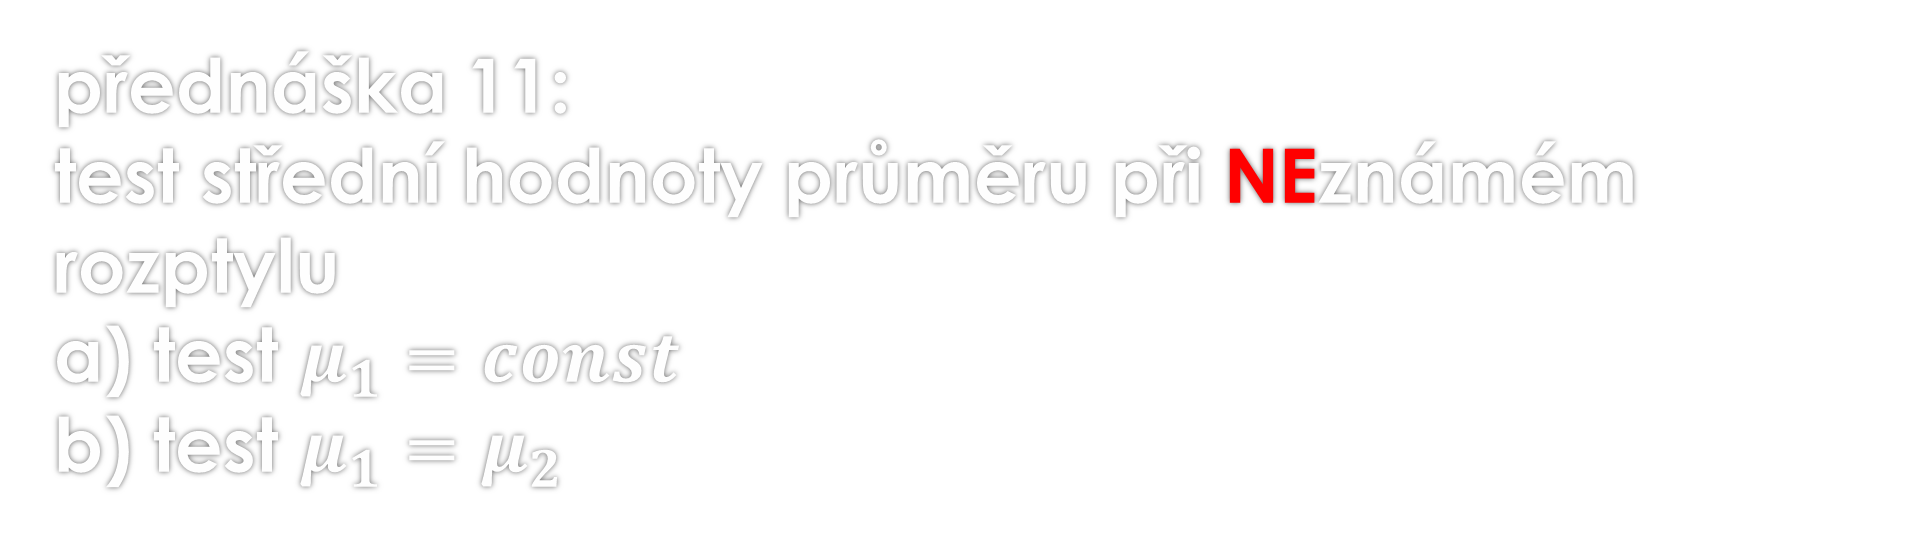 přednáška 11:
test střední hodnoty průměru při NEznámém
rozptylu
a) test μ₁ = const
b) test μ₁ = μ₂